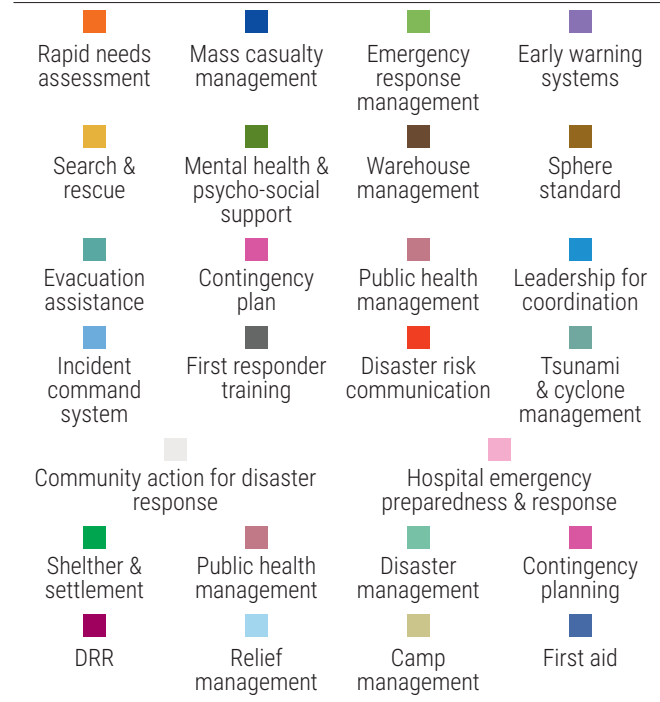 Rapid needs
assessment
Mass casualty
management
Emergency
response
management
Early warning
systems
Search &
rescue
Mental health &
psycho-social
support
Warehouse
management
Sphere
standard
Evacuation
assistance
Contingency
plan
Public health
management
Leadership for
coordination
Incident
command
system
First responder
training
Disaster risk
communication
Tsunami
& cyclone
management
Community action for disaster
response
Hospital emergency
preparedness & response
Shelther &
settlement
Public health
management
Disaster
management
Contingency
planning
DRR
Relief
management
Camp
management
First aid